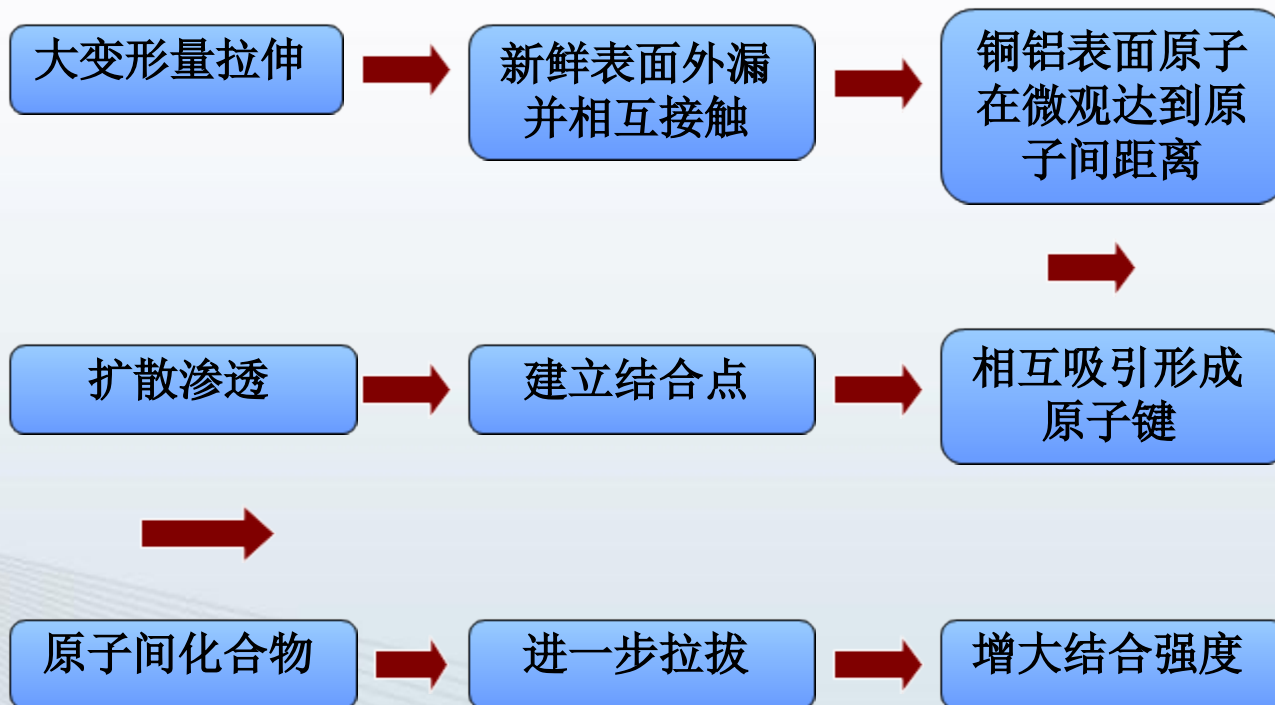 大变形量拉伸
新鲜表面外漏
并相互接触
铜铝表面原子
在微观达到原
子间距离
扩散渗透
建立结合点
相互吸引形成
原子键
原子间化合物
进一步拉拔
增大结合强度